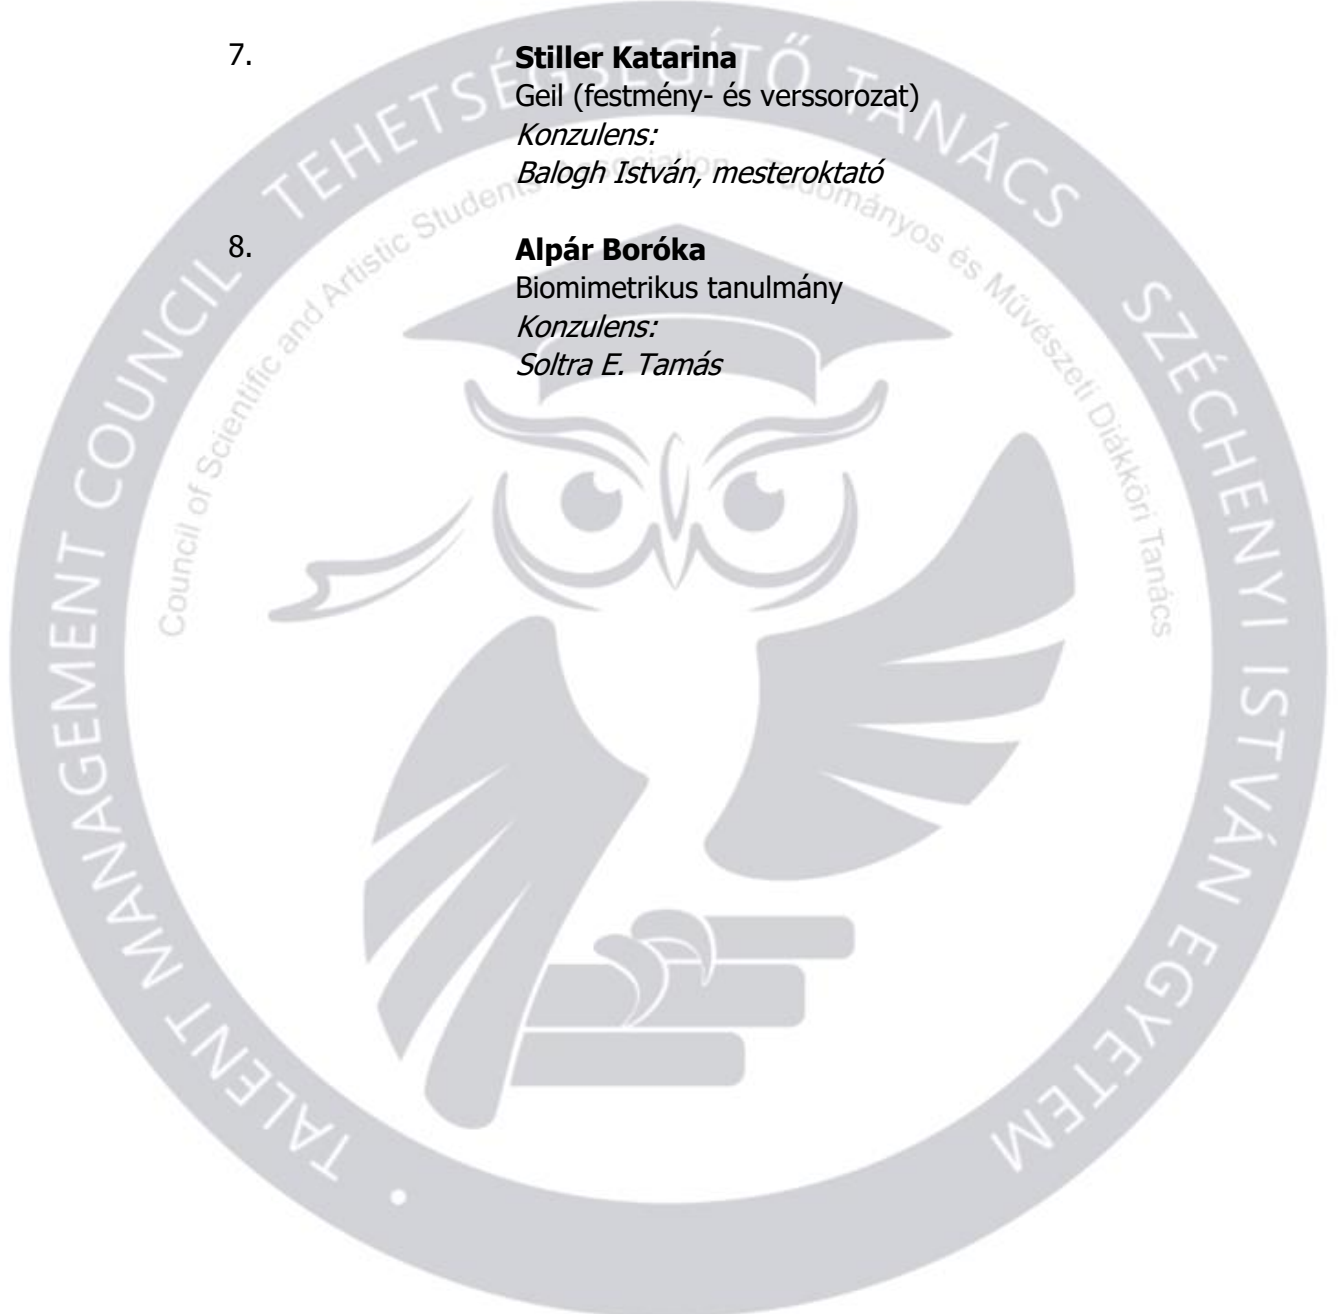 7.
Stiller Katarina
Geil (festmény- és verssorozat)
Konzulens:
Balogh István, mesteroktató
8.
Alpár Boróka
Biomimetrikus tanulmány
Konzulens:
Soltra E. Tamás
TALENT MANAGEMENT COUNCIL TEHETSÉGSEGÍTŐ TANÁCS SZÉCHENYI ISTVÁN EGYETEM
Council of Scientific and Artistic Students' Association Tudományos és Művészeti Diákköri Tanács